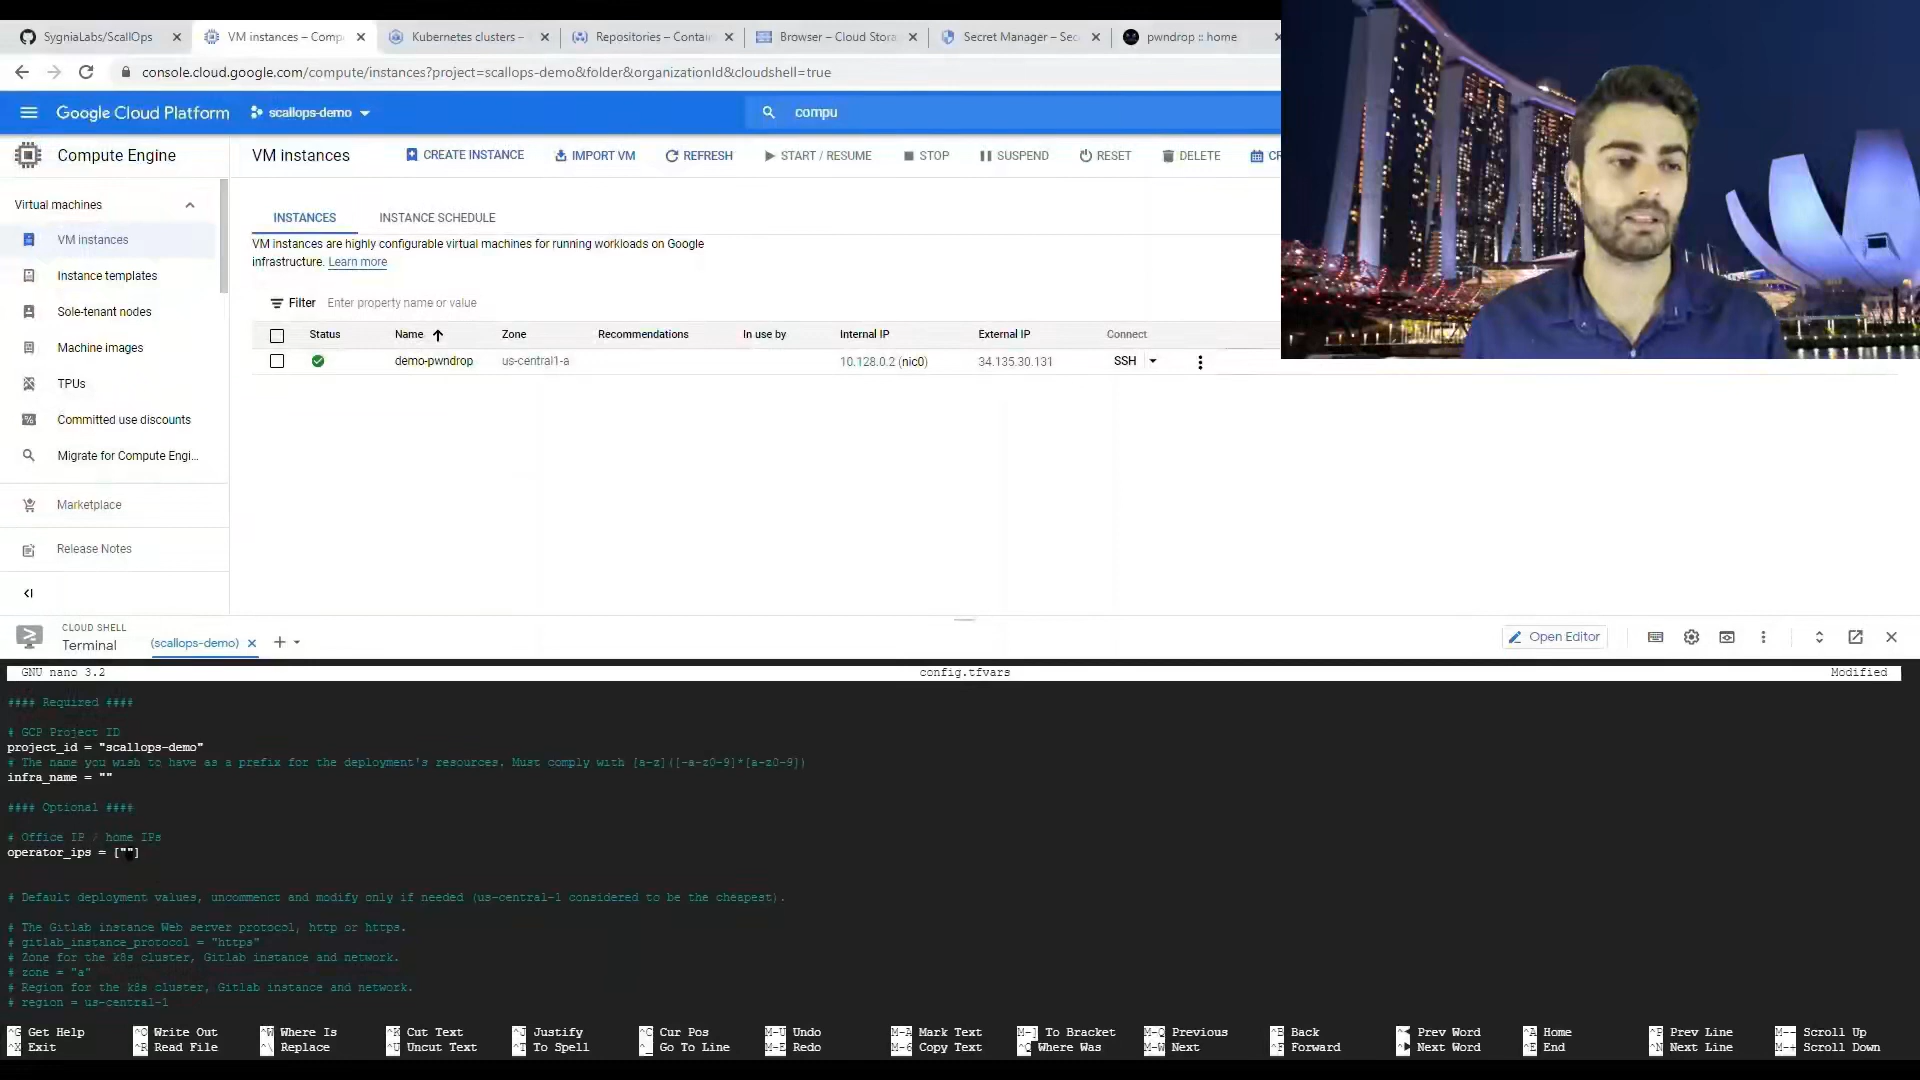 SygniaLabs/ScallOps
VM instances – Comp
Kubernetes clusters –
Repositories – Contain
Browser – Cloud Stora
Secret Manager – Sec
pwndrop :: home
console.cloud.google.com/compute/instances?project=scallops-demo&folder&organizationId&cloudshell=true
Google Cloud Platform
scallops-demo
compu
Compute Engine
VM instances
CREATE INSTANCE
IMPORT VM
REFRESH
START / RESUME
STOP
SUSPEND
RESET
DELETE
CR
Virtual machines
VM instances
Instance templates
Sole-tenant nodes
Machine images
TPUs
Committed use discounts
Migrate for Compute Engi...
Marketplace
Release Notes
INSTANCES
INSTANCE SCHEDULE
VM instances are highly configurable virtual machines for running workloads on Google
infrastructure. Learn more
Filter Enter property name or value
Status Name Zone Recommendations In use by Internal IP External IP Connect
demo-pwndrop us-central1-a 10.128.0.2 (nic0) 34.135.30.131 SSH
CLOUD SHELL
Terminal
(scallops-demo)
Open Editor
GNU nano 3.2 config.tfvars Modified
#### Required ####
# GCP Project ID
project_id = "scallops-demo"
# The name you wish to have as a prefix for the deployment's resources. Must comply with [a-z]([-a-z0-9]*[a-z0-9])
infra_name = ""
#### Optional ####
# Office IP / home IPs
operator_ips = [""]
# Default deployment values, uncommenct and modify only if needed (us-central-1 considered to be the cheapest).
# The Gitlab instance Web server protocol, http or https.
# gitlab_instance_protocol = "https"
# Zone for the k8s cluster, Gitlab instance and network.
# zone = "a"
# Region for the k8s cluster, Gitlab instance and network.
# region = us-central-1
^G Get Help ^O Write Out ^W Where Is ^K Cut Text ^J Justify ^C Cur Pos M-U Undo M-A Mark Text M-] To Bracket M-Q Previous ^B Back ^◀ Prev Word ^A Home ^P Prev Line M-- Scroll Up
^X Exit ^R Read File ^\ Replace ^U Uncut Text ^T To Spell ^_ Go To Line M-E Redo M-6 Copy Text ^Q Where Was M-W Next ^F Forward ^▶ Next Word ^E End ^N Next Line M-+ Scroll Down